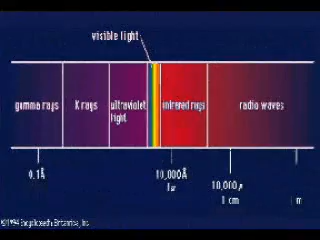 visible light
gamma rays
X rays
ultraviolet
light
infrared rays
radio waves
0.1Å
10,000Å
10,000μ
1 cm
1 m
©1994 Encyclopaedia Britannica, Inc.